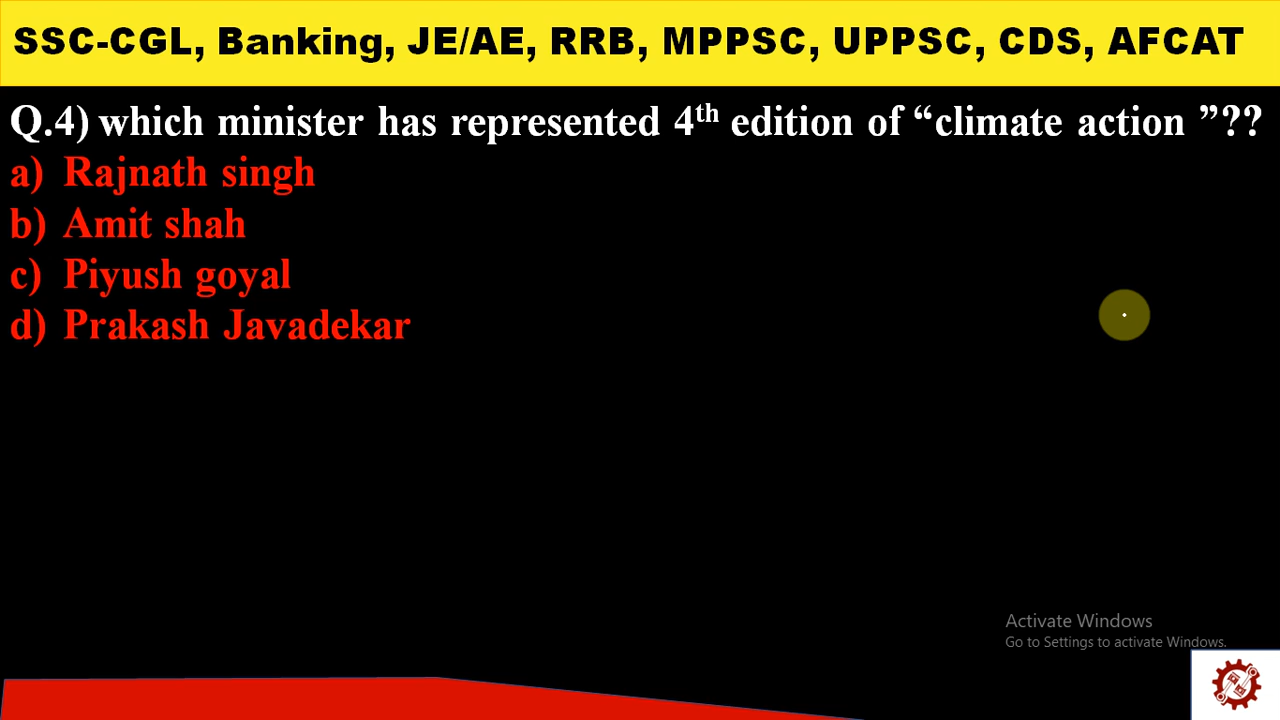 SSC-CGL, Banking, JE/AE, RRB, MPPSC, UPPSC, CDS, AFCAT
Q.4) which minister has represented 4th edition of “climate action ”??
a) Rajnath singh
b) Amit shah
c) Piyush goyal
d) Prakash Javadekar
Activate Windows
Go to Settings to activate Windows.